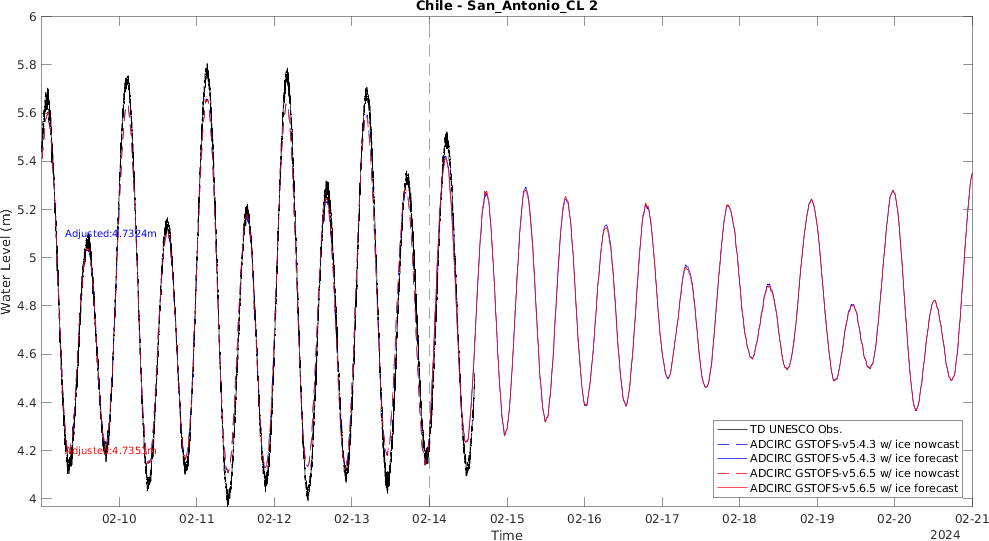 Chile - San_Antonio_CL 2
Water Level (m)
6
5.8
5.6
5.4
5.2
5
4.8
4.6
4.4
4.2
4
Adjusted:4.7324m
Adjusted:4.7353m
TD UNESCO Obs.
ADCIRC GSTOFS-v5.4.3 w/ ice nowcast
ADCIRC GSTOFS-v5.4.3 w/ ice forecast
ADCIRC GSTOFS-v5.6.5 w/ ice nowcast
ADCIRC GSTOFS-v5.6.5 w/ ice forecast
02-10 02-11 02-12 02-13 02-14 02-15 02-16 02-17 02-18 02-19 02-20 02-21
Time
2024